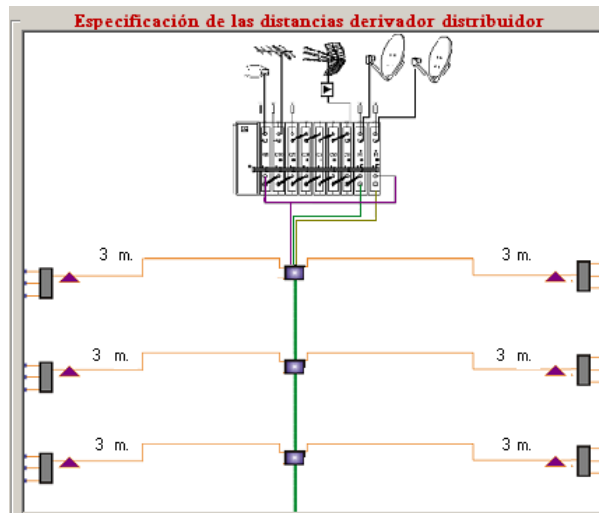 Especificación de las distancias derivador distribuidor
3 m.
3 m.
3 m.
3 m.
3 m.
3 m.